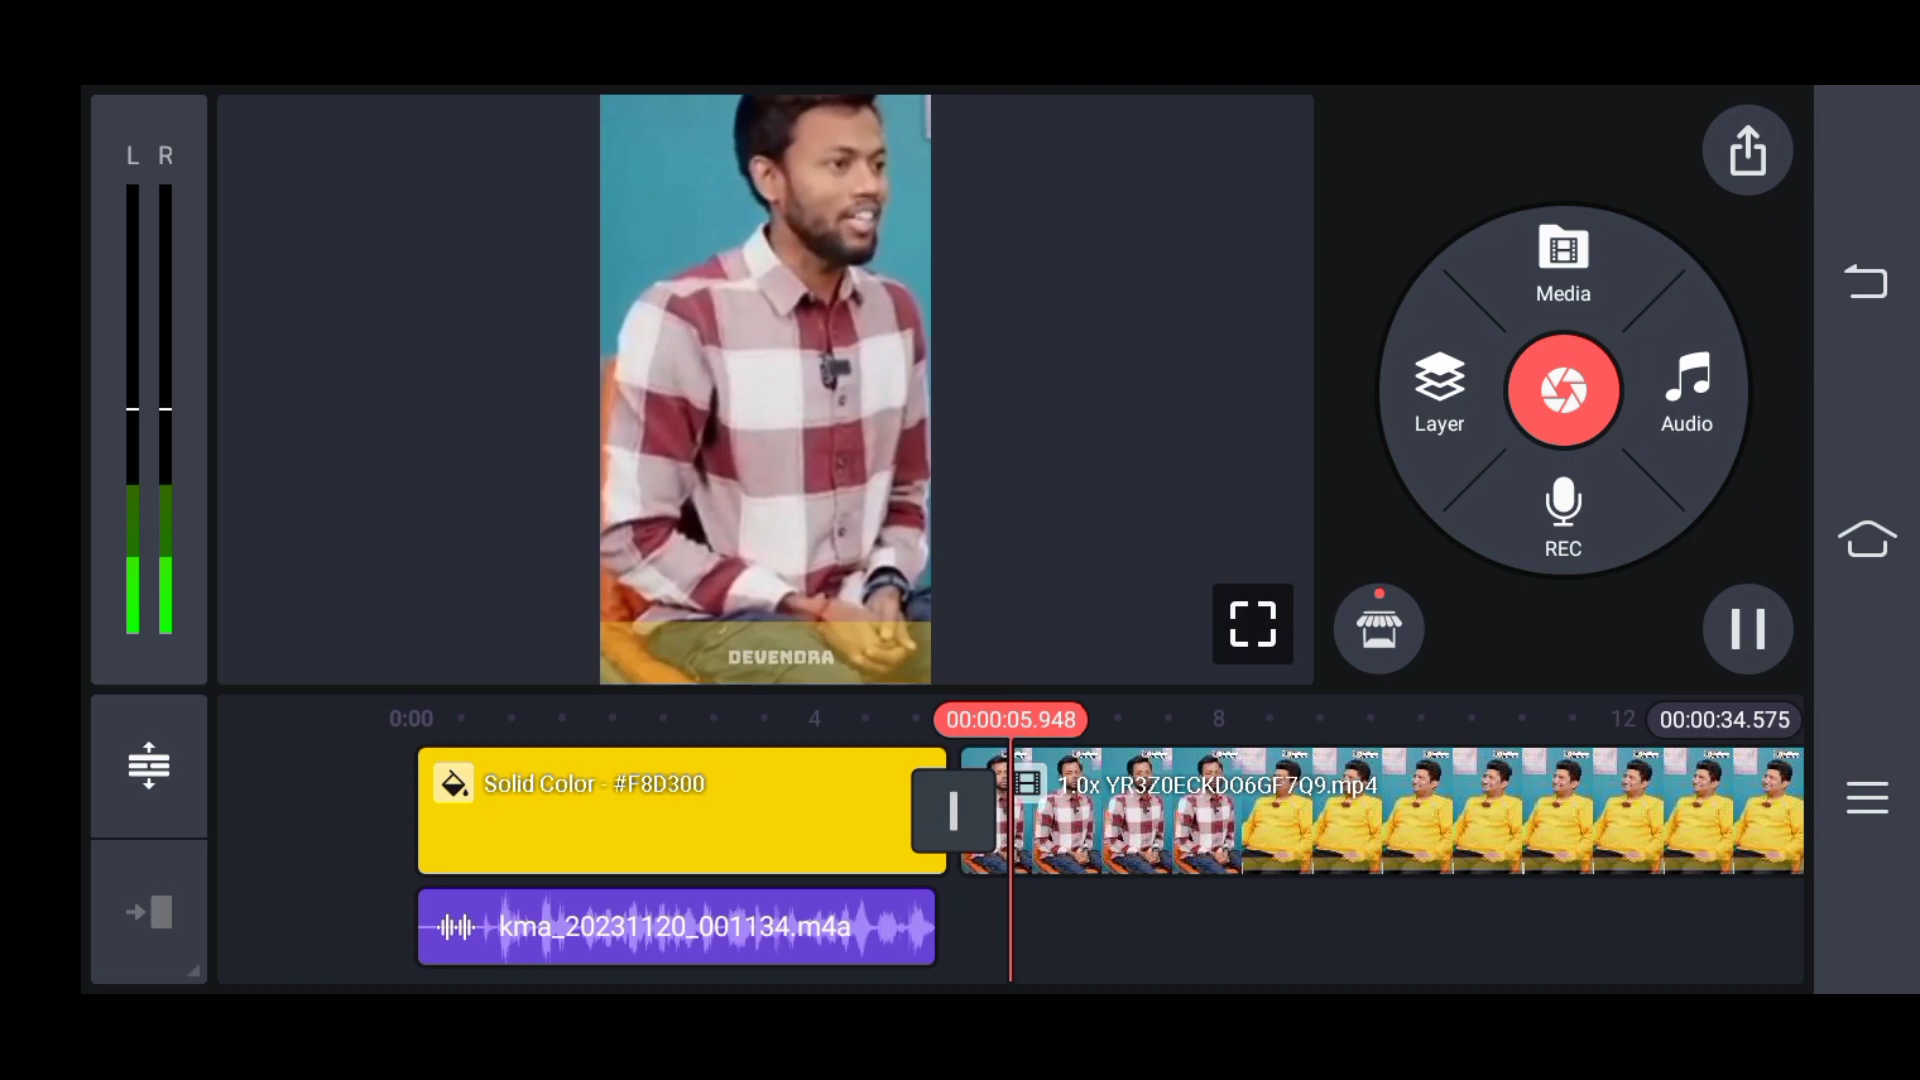 L R
Media
Layer
Audio
REC
DEVENDRA
0:00
4
00:00:05.948
8
12
00:00:34.575
Solid Color - #F8D300
1.0x YR3Z0ECKDO6GF7Q9.mp4
kma_20231120_001134.m4a